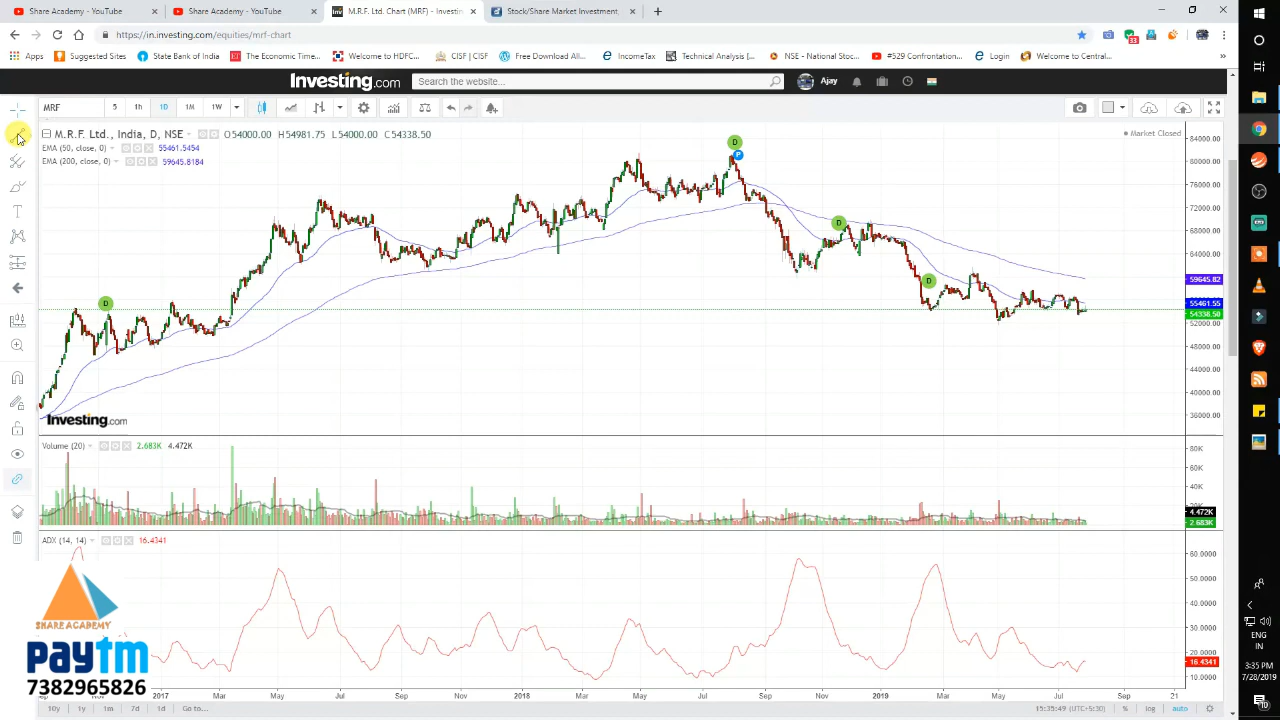 Share Academy - YouTube
Share Academy - YouTube
M.R.F. Ltd. Chart (MRF) - Investing
Stock/Share Market Investment,
https://in.investing.com/equities/mrf-chart
Apps
Suggested Sites
State Bank of India
The Economic Time...
Welcome to HDFC...
CISF | CISF
Free Download All...
IncomeTax
Technical Analysis |...
NSE - National Stoc...
#529 Confrontation...
Login
Welcome to Central...
Investing.com
Search the website...
Ajay
MRF
5
1h
1D
1M
1W
M.R.F. Ltd., India, D, NSE
O54000.00 H54981.75 L54000.00 C54338.50
Market Closed
EMA (50, close, 0)
55461.5454
EMA (200, close, 0)
59645.8184
84000.00
80000.00
76000.00
72000.00
68000.00
64000.00
59645.82
55461.55
54338.50
52000.00
48000.00
44000.00
40000.00
36000.00
D
P
D
D
D
Investing.com
Volume (20)
2.683K
4.472K
80K
60K
40K
4.472K
2.683K
ADX (14, 14)
16.4341
60.0000
50.0000
40.0000
30.0000
20.0000
16.4341
10.0000
SHARE ACADEMY
paytm
7382965826
2017
Mar
May
Jul
Sep
Nov
2018
Mar
May
Jul
Sep
Nov
2019
Mar
May
Jul
Sep
21
10y
1y
1m
7d
1d
Go to...
15:35:49 (UTC+5:30)
%
log
auto
ENG
IN
3:35 PM
7/28/2019